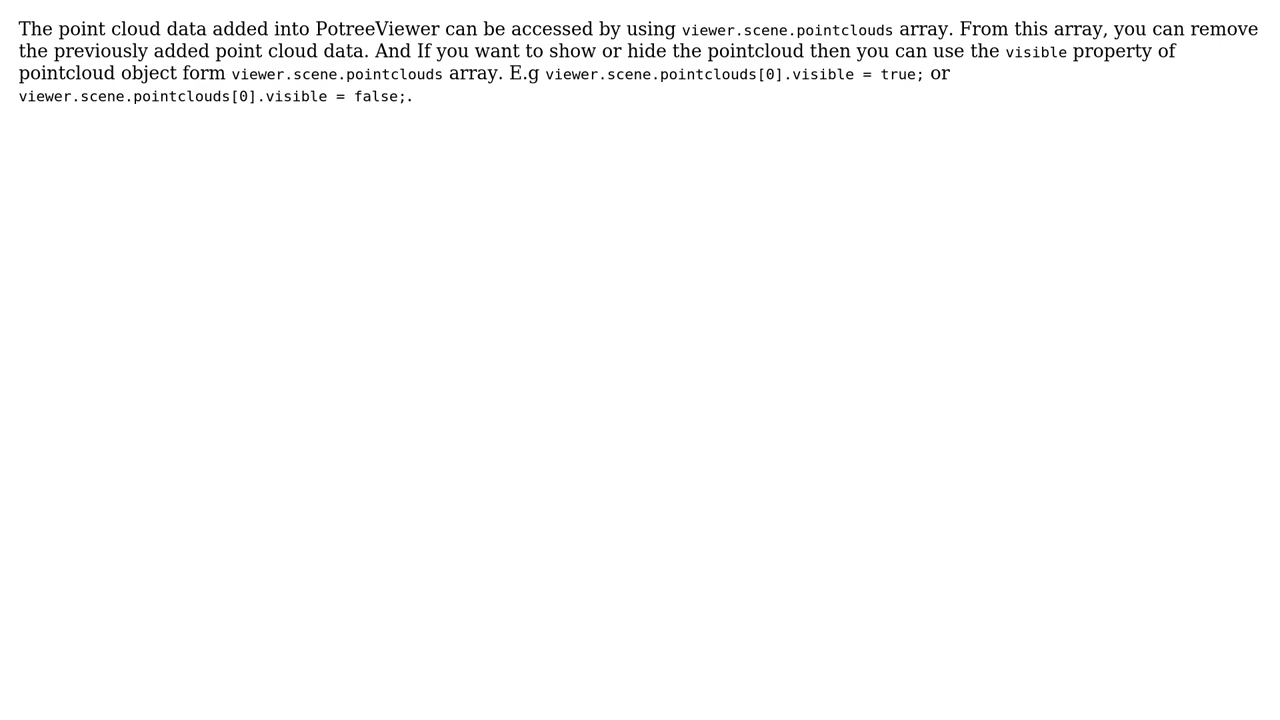 The point cloud data added into PotreeViewer can be accessed by using viewer.scene.pointclouds array. From this array, you can remove
the previously added point cloud data. And If you want to show or hide the pointcloud then you can use the visible property of
pointcloud object form viewer.scene.pointclouds array. E.g viewer.scene.pointclouds[0].visible = true; or
viewer.scene.pointclouds[0].visible = false;.